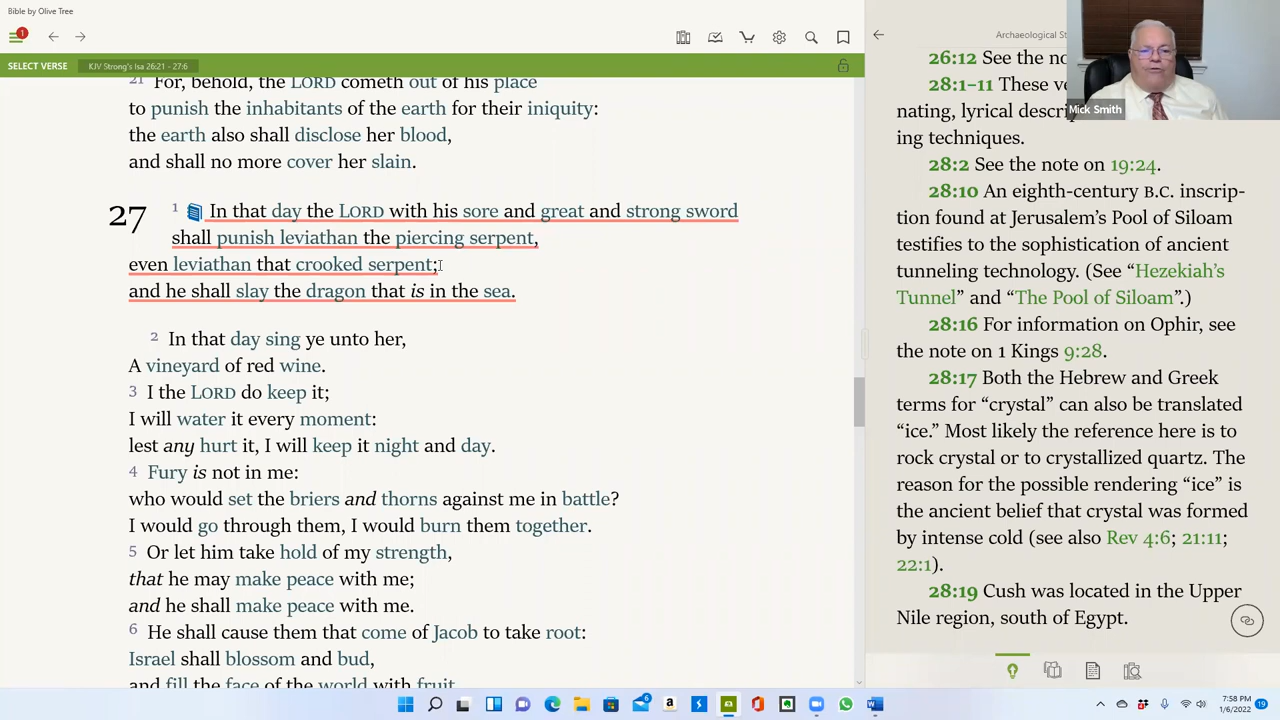 Bible by Olive Tree
1
SELECT VERSE
KJV Strong's Isa 26:21 - 27:6
21 For, behold, the LORD cometh out of his place
to punish the inhabitants of the earth for their iniquity:
the earth also shall disclose her blood,
and shall no more cover her slain.
27
1 In that day the LORD with his sore and great and strong sword
shall punish leviathan the piercing serpent,
even leviathan that crooked serpent;
and he shall slay the dragon that is in the sea.
2 In that day sing ye unto her,
A vineyard of red wine.
3 I the LORD do keep it;
I will water it every moment:
lest any hurt it, I will keep it night and day.
4 Fury is not in me:
who would set the briers and thorns against me in battle?
I would go through them, I would burn them together.
5 Or let him take hold of my strength,
that he may make peace with me;
and he shall make peace with me.
6 He shall cause them that come of Jacob to take root:
Israel shall blossom and bud,
and fill the face of the world with fruit.
Archaeological St
26:12 See the no
28:1–11 These ve
nating, lyrical descrip
ing techniques.
28:2 See the note on 19:24.
28:10 An eighth-century B.C. inscrip-
tion found at Jerusalem's Pool of Siloam
testifies to the sophistication of ancient
tunneling technology. (See "Hezekiah's
Tunnel" and "The Pool of Siloam".)
28:16 For information on Ophir, see
the note on 1 Kings 9:28.
28:17 Both the Hebrew and Greek
terms for "crystal" can also be translated
"ice." Most likely the reference here is to
rock crystal or to crystallized quartz. The
reason for the possible rendering "ice" is
the ancient belief that crystal was formed
by intense cold (see also Rev 4:6; 21:11;
22:1).
28:19 Cush was located in the Upper
Nile region, south of Egypt.
Mick Smith
6
a
7:58 PM
1/6/2022
19